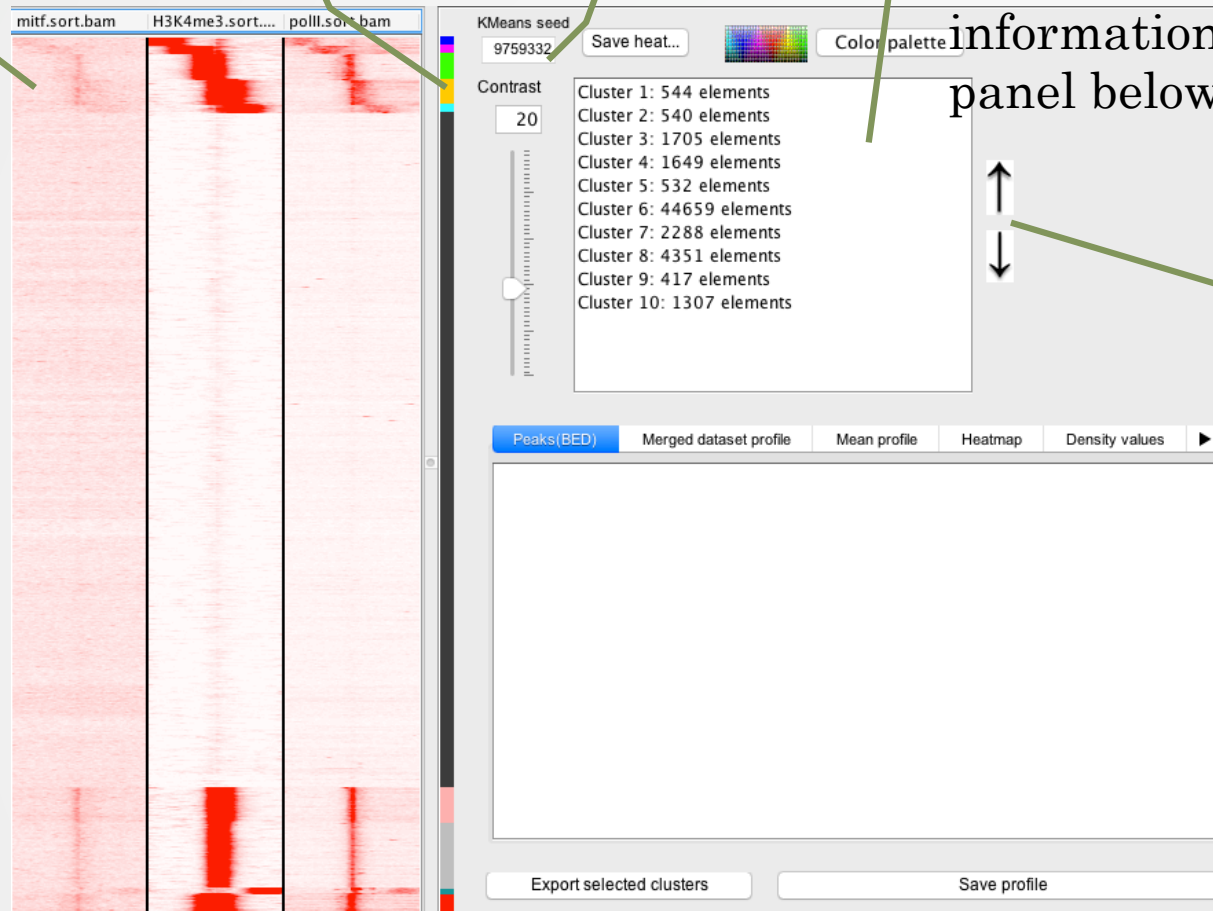 mitf.sort.bam
H3K4me3.sort....
polII.sort.bam
KMeans seed
9759332
Save heat...
Color palette
information
panel below
Contrast
20
Cluster 1: 544 elements
Cluster 2: 540 elements
Cluster 3: 1705 elements
Cluster 4: 1649 elements
Cluster 5: 532 elements
Cluster 6: 44659 elements
Cluster 7: 2288 elements
Cluster 8: 4351 elements
Cluster 9: 417 elements
Cluster 10: 1307 elements
Peaks(BED)
Merged dataset profile
Mean profile
Heatmap
Density values
Export selected clusters
Save profile